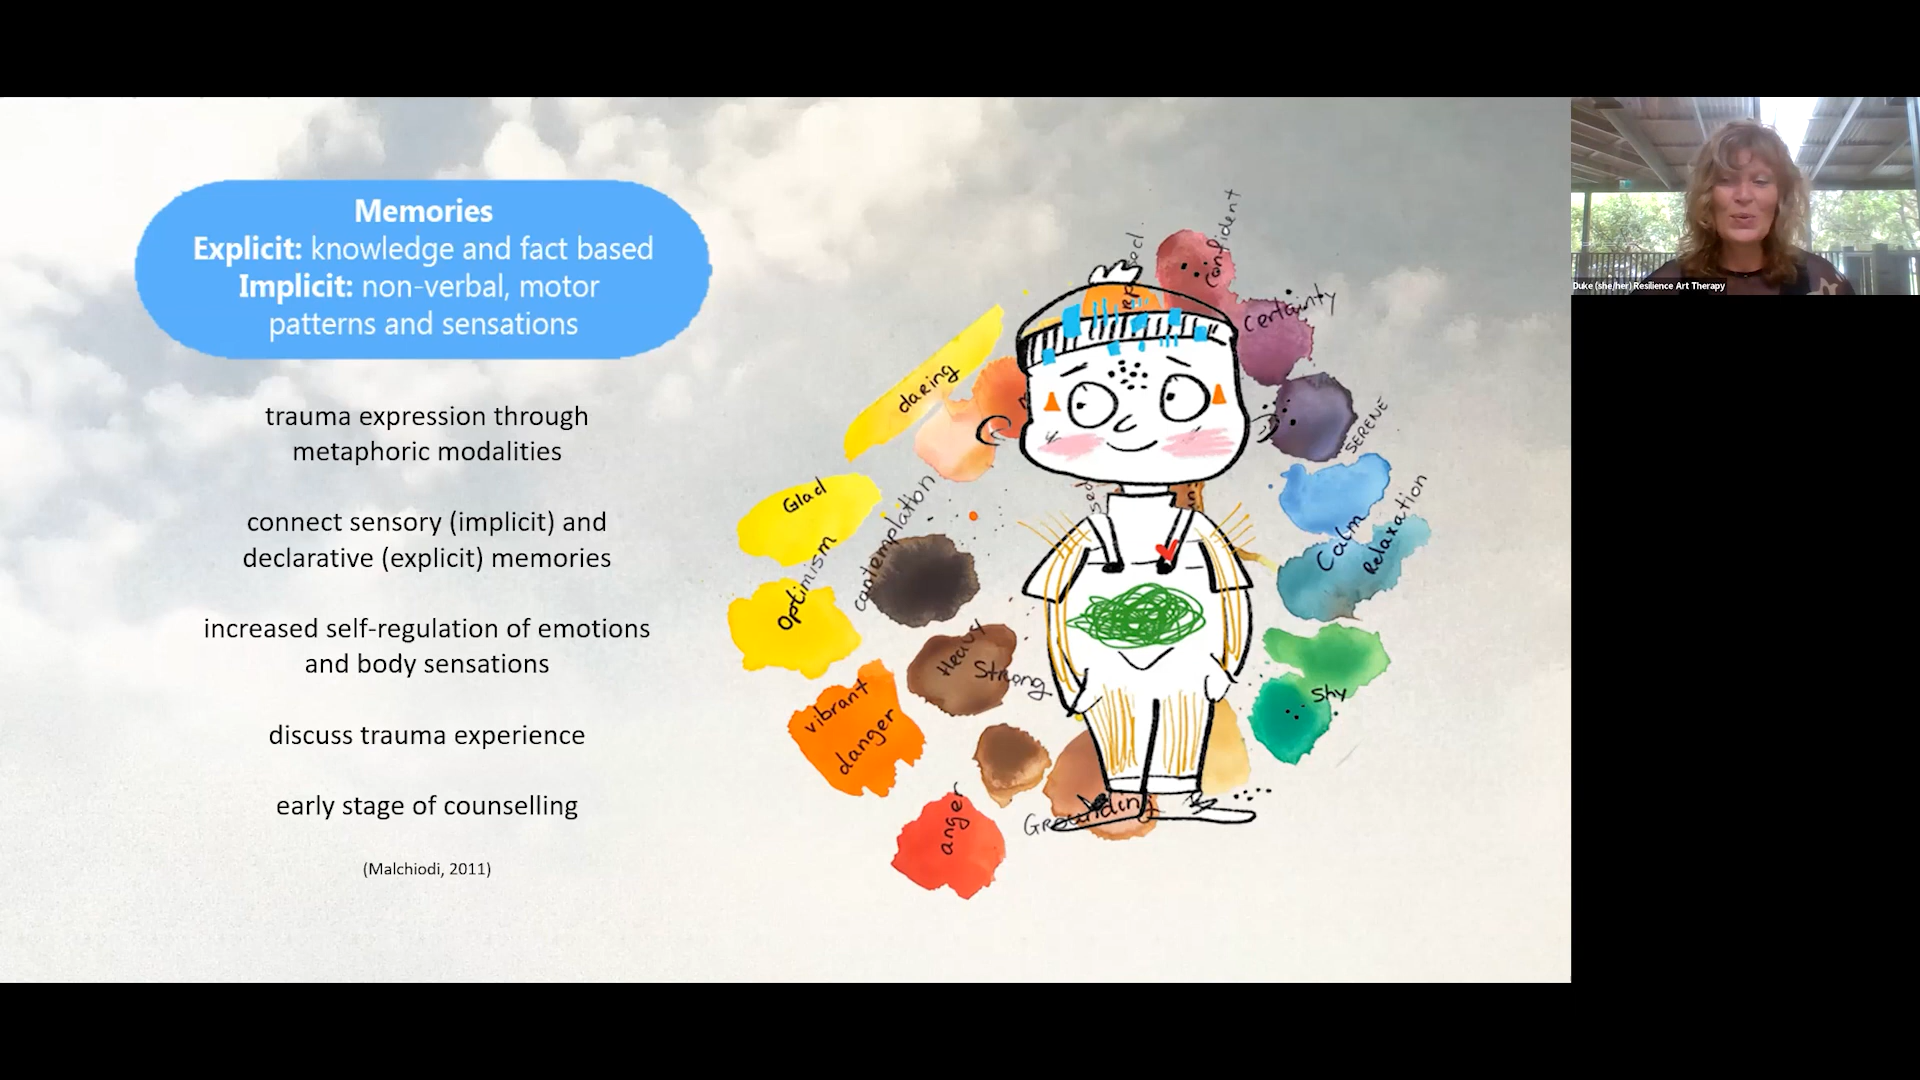 Memories
Explicit: knowledge and fact based
Implicit: non-verbal, motor
patterns and sensations
trauma expression through
metaphoric modalities
connect sensory (implicit) and
declarative (explicit) memories
increased self-regulation of emotions
and body sensations
discuss trauma experience
early stage of counselling
(Malchiodi, 2011)
confident
certainty
daring
SERENE
Glad
contemplation
Calm
Relaxation
Optimism
Heavy
Strong
Shy
vibrant
danger
anger
Grounding
Duke (she/her) Resilience Art Therapy